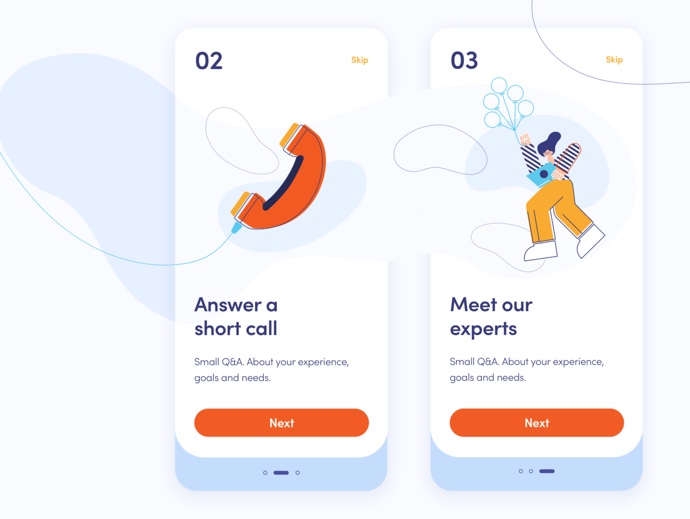 02
Skip
Answer a
short call
Small Q&A. About your experience,
goals and needs.
Next
03
Skip
Meet our
experts
Small Q&A. About your experience,
goals and needs.
Next